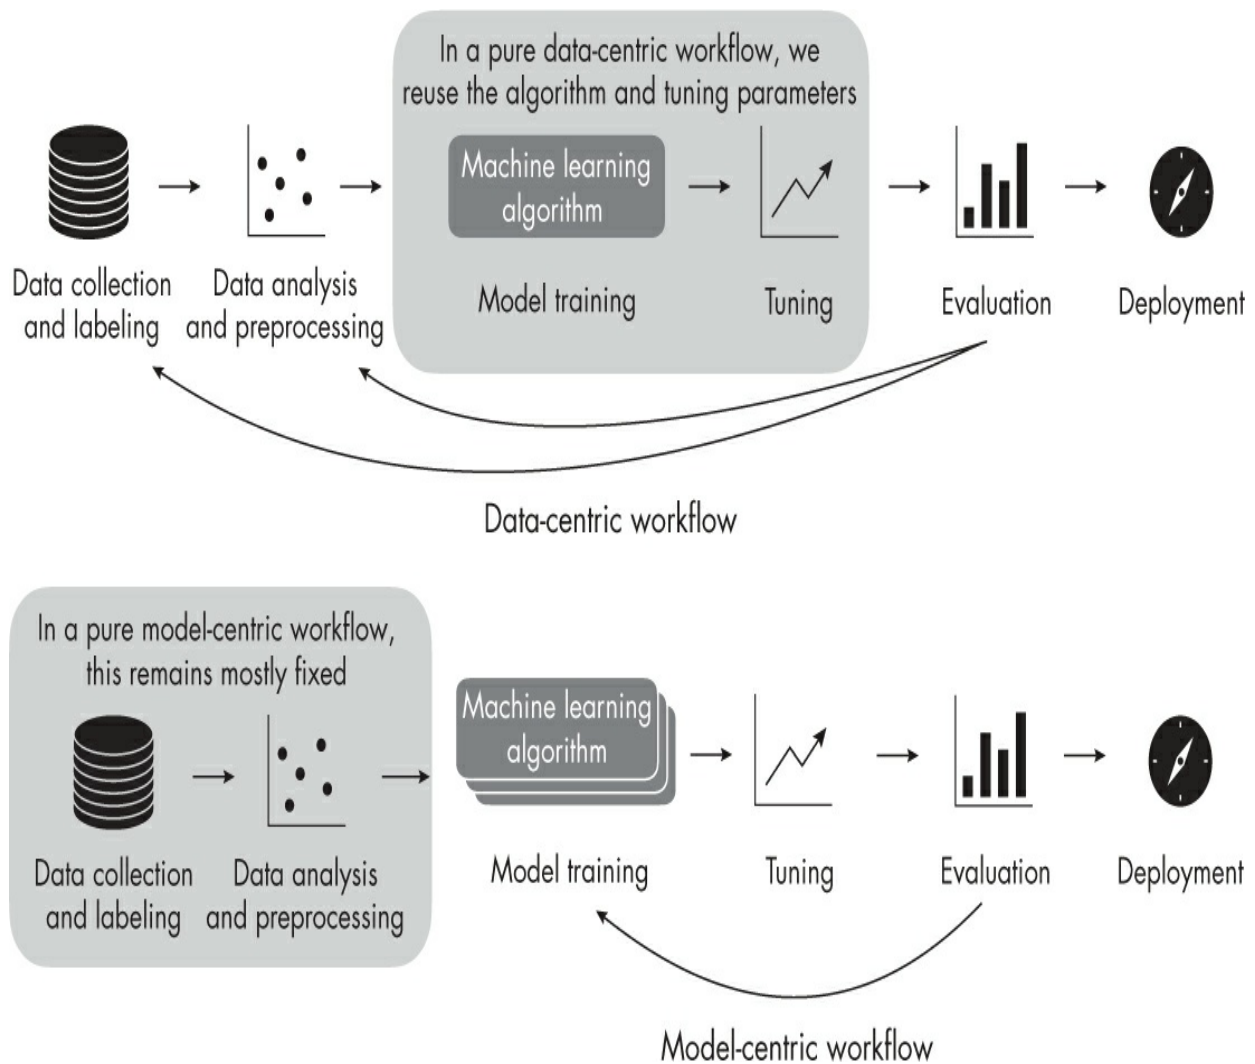 In a pure data-centric workflow, we
reuse the algorithm and tuning parameters
Machine learning
algorithm
Data collection
and labeling
Data analysis
and preprocessing
Model training
Tuning
Evaluation
Deployment
Data-centric workflow
In a pure model-centric workflow,
this remains mostly fixed
Machine learning
algorithm
Data collection
and labeling
Data analysis
and preprocessing
Model training
Tuning
Evaluation
Deployment
Model-centric workflow